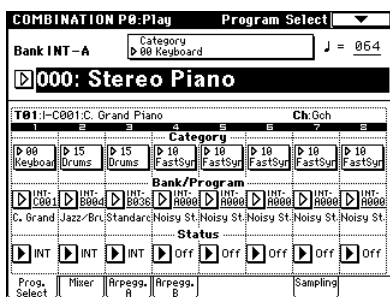 COMBINATION P0:Play Program Select
Bank INT-A Category 00 Keyboard ♩ = 064
000: Stereo Piano
T01:I-C001:C. Grand Piano Ch:Gch
1 2 3 4 5 6 7 8
Category
00 Keyboar 15 Drums 15 Drums 10 FastSyn 10 FastSyn 10 FastSyn 10 FastSyn 10 FastSyn
Bank/Program
INT-C001 INT-B004 INT-B036 INT-A000 INT-A000 INT-A000 INT-A000 INT-A000
C. Grand Jazz/Bru Standard Noisy St Noisy St Noisy St Noisy St Noisy St
Status
INT INT INT Off Off Off Off Off
Prog. Select Mixer Arpegg. A Arpegg. B Sampling